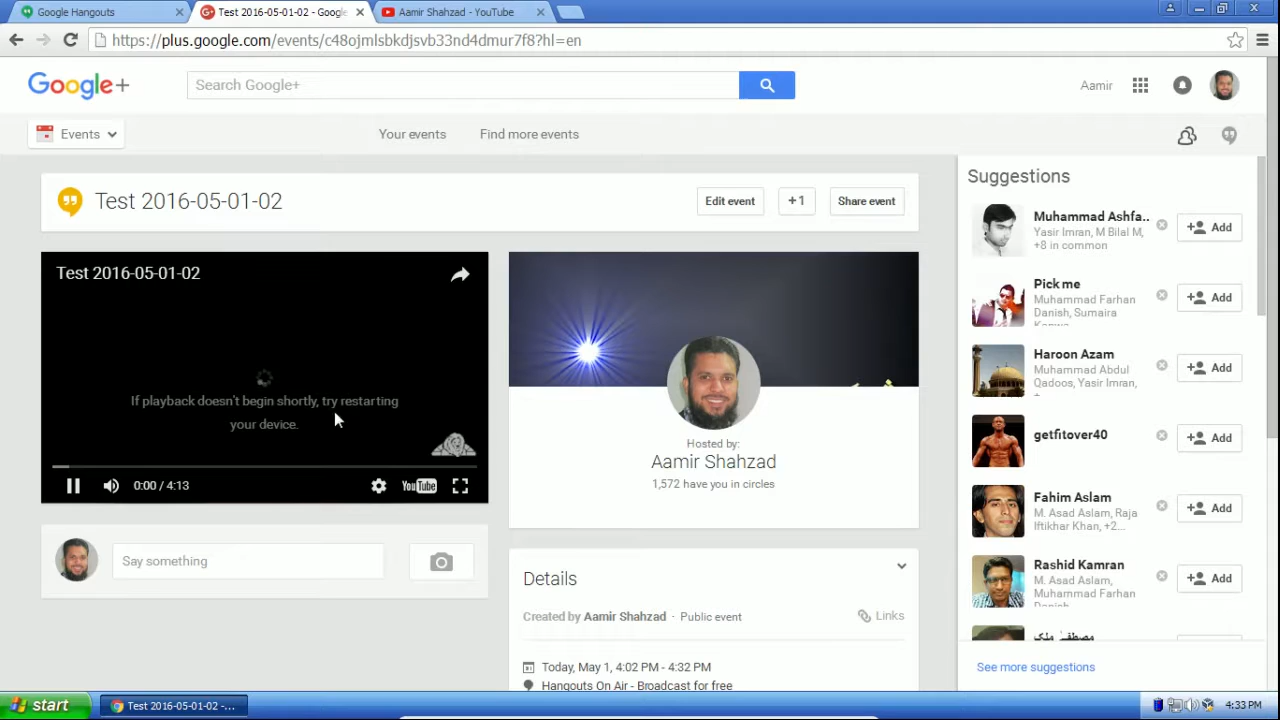 Google Hangouts
Test 2016-05-01-02 - Goog
Aamir Shahzad - YouTube
https://plus.google.com/events/c48ojmlsbkdjsvb33nd4dmur7f8?hl=en
Google+
Search Google+
Aamir
Events
Your events
Find more events
Test 2016-05-01-02
Edit event
+1
Share event
Test 2016-05-01-02
If playback doesn't begin shortly, try restarting
your device.
0:00 / 4:13
YouTube
Say something
Hosted by:
Aamir Shahzad
1,572 have you in circles
Details
Created by Aamir Shahzad · Public event
Links
Today, May 1, 4:02 PM - 4:32 PM
Hangouts On Air - Broadcast for free
Suggestions
Muhammad Ashfa..
Yasir Imran, M Bilal M,
+8 in common
Add
Pick me
Muhammad Farhan
Danish, Sumaira
Add
Haroon Azam
Muhammad Abdul
Qadoos, Yasir Imran,
Add
getfitover40
Add
Fahim Aslam
M. Asad Aslam, Raja
Iftikhar Khan, +2...
Add
Rashid Kamran
M. Asad Aslam,
Muhammad Farhan
Danish
Add
مصطفےٰ ملک
See more suggestions
start
Test 2016-05-01-02 -...
4:33 PM